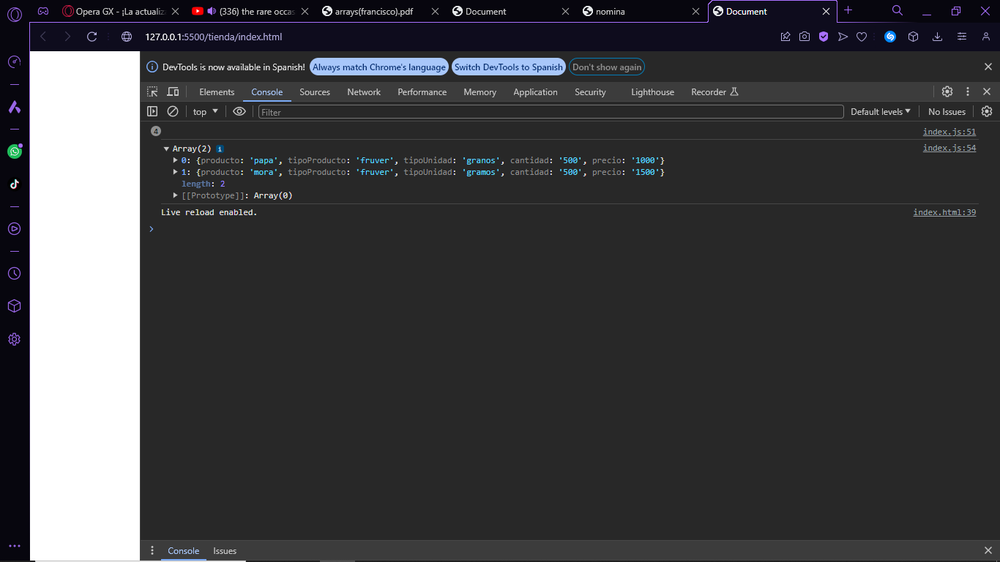 Opera GX - ¡La actualiza
(336) the rare occas
arrays(francisco).pdf
Document
nomina
Document
127.0.0.1:5500/tienda/index.html
DevTools is now available in Spanish! Always match Chrome's language Switch DevTools to Spanish Don't show again
Elements Console Sources Network Performance Memory Application Security Lighthouse Recorder
top Filter Default levels No Issues
4 index.js:51
Array(2) i index.js:54
0: {producto: 'papa', tipoProducto: 'fruver', tipoUnidad: 'granos', cantidad: '500', precio: '1000'}
1: {producto: 'mora', tipoProducto: 'fruver', tipoUnidad: 'gramos', cantidad: '500', precio: '1500'}
length: 2
[[Prototype]]: Array(0)
Live reload enabled. index.html:39
Console Issues